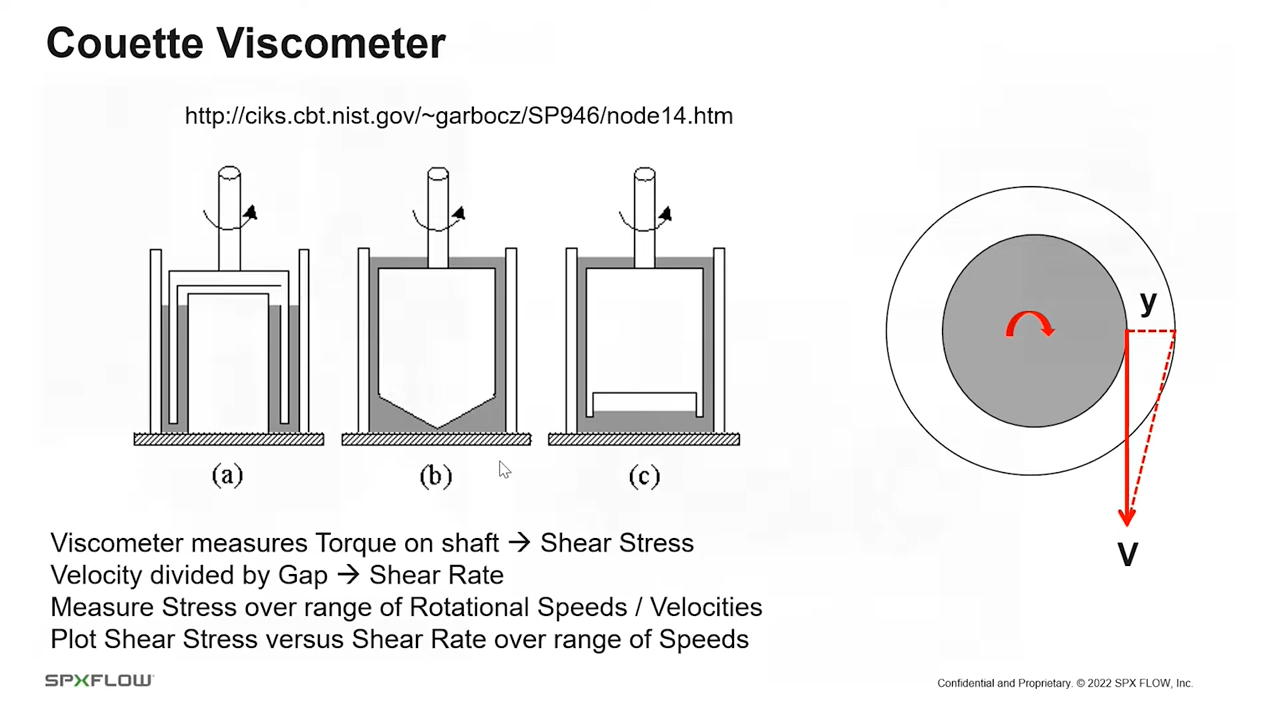 Couette Viscometer
http://ciks.cbt.nist.gov/~garbocz/SP946/node14.htm
(a)
(b)
(c)
y
V
Viscometer measures Torque on shaft → Shear Stress
Velocity divided by Gap → Shear Rate
Measure Stress over range of Rotational Speeds / Velocities
Plot Shear Stress versus Shear Rate over range of Speeds
SPXFLOW
Confidential and Proprietary. © 2022 SPX FLOW, Inc.